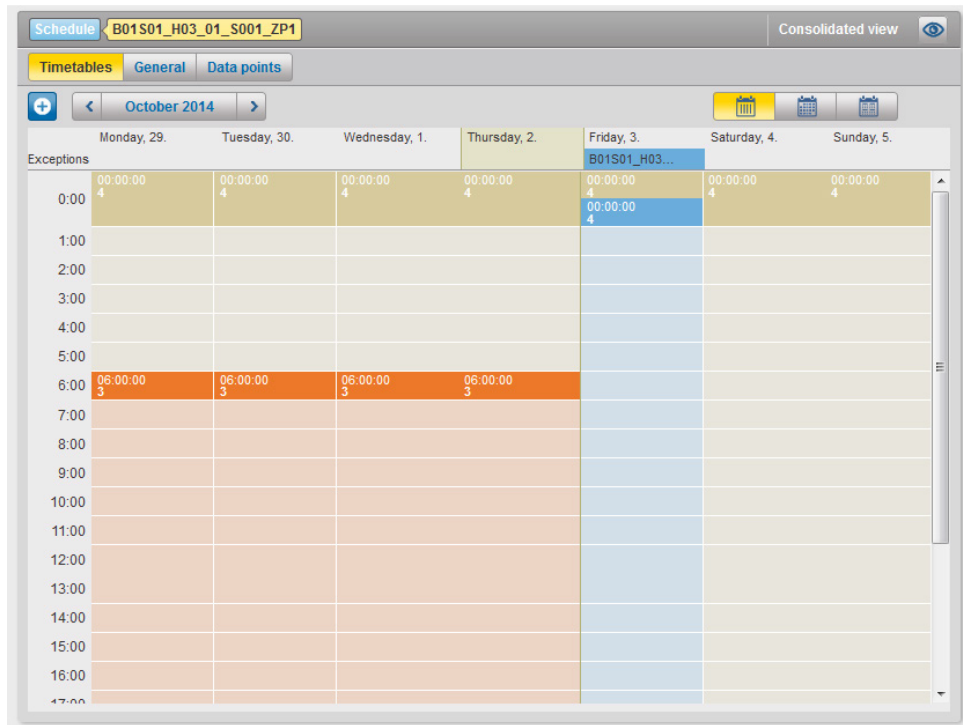 Schedule B01S01_H03_01_S001_ZP1 Consolidated view
Timetables General Data points
October 2014
Monday, 29. Tuesday, 30. Wednesday, 1. Thursday, 2. Friday, 3. Saturday, 4. Sunday, 5.
Exceptions B01S01_H03...
00:00:00 00:00:00 00:00:00 00:00:00 00:00:00 00:00:00 00:00:00
4 4 4 4 4 4 4
0:00
00:00:00
4
1:00
2:00
3:00
4:00
5:00
6:00
06:00:00 06:00:00 06:00:00 06:00:00
3 3 3 3
7:00
8:00
9:00
10:00
11:00
12:00
13:00
14:00
15:00
16:00
17:00